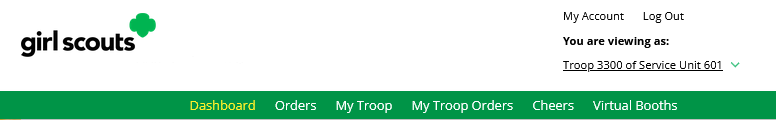 girl scouts
My Account Log Out
You are viewing as:
Troop 3300 of Service Unit 601
Dashboard Orders My Troop My Troop Orders Cheers Virtual Booths